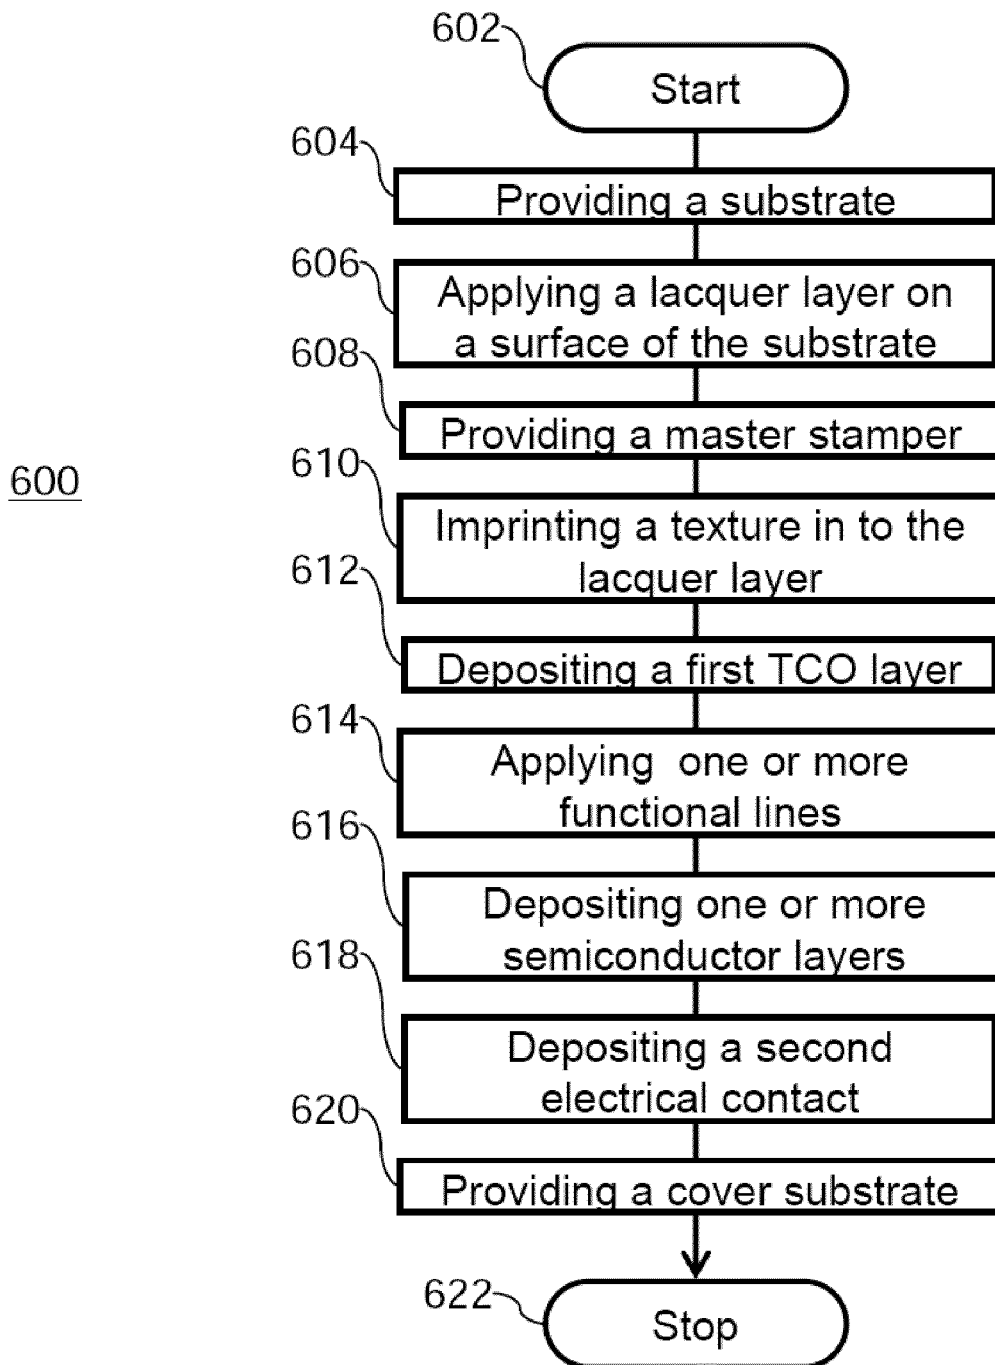 602
Start
604
Providing a substrate
606
Applying a lacquer layer on
a surface of the substrate
608
Providing a master stamper
610
600
Imprinting a texture in to the
lacquer layer
612
Depositing a first TCO layer
614
Applying one or more
functional lines
616
Depositing one or more
semiconductor layers
618
Depositing a second
electrical contact
620
Providing a cover substrate
622
Stop